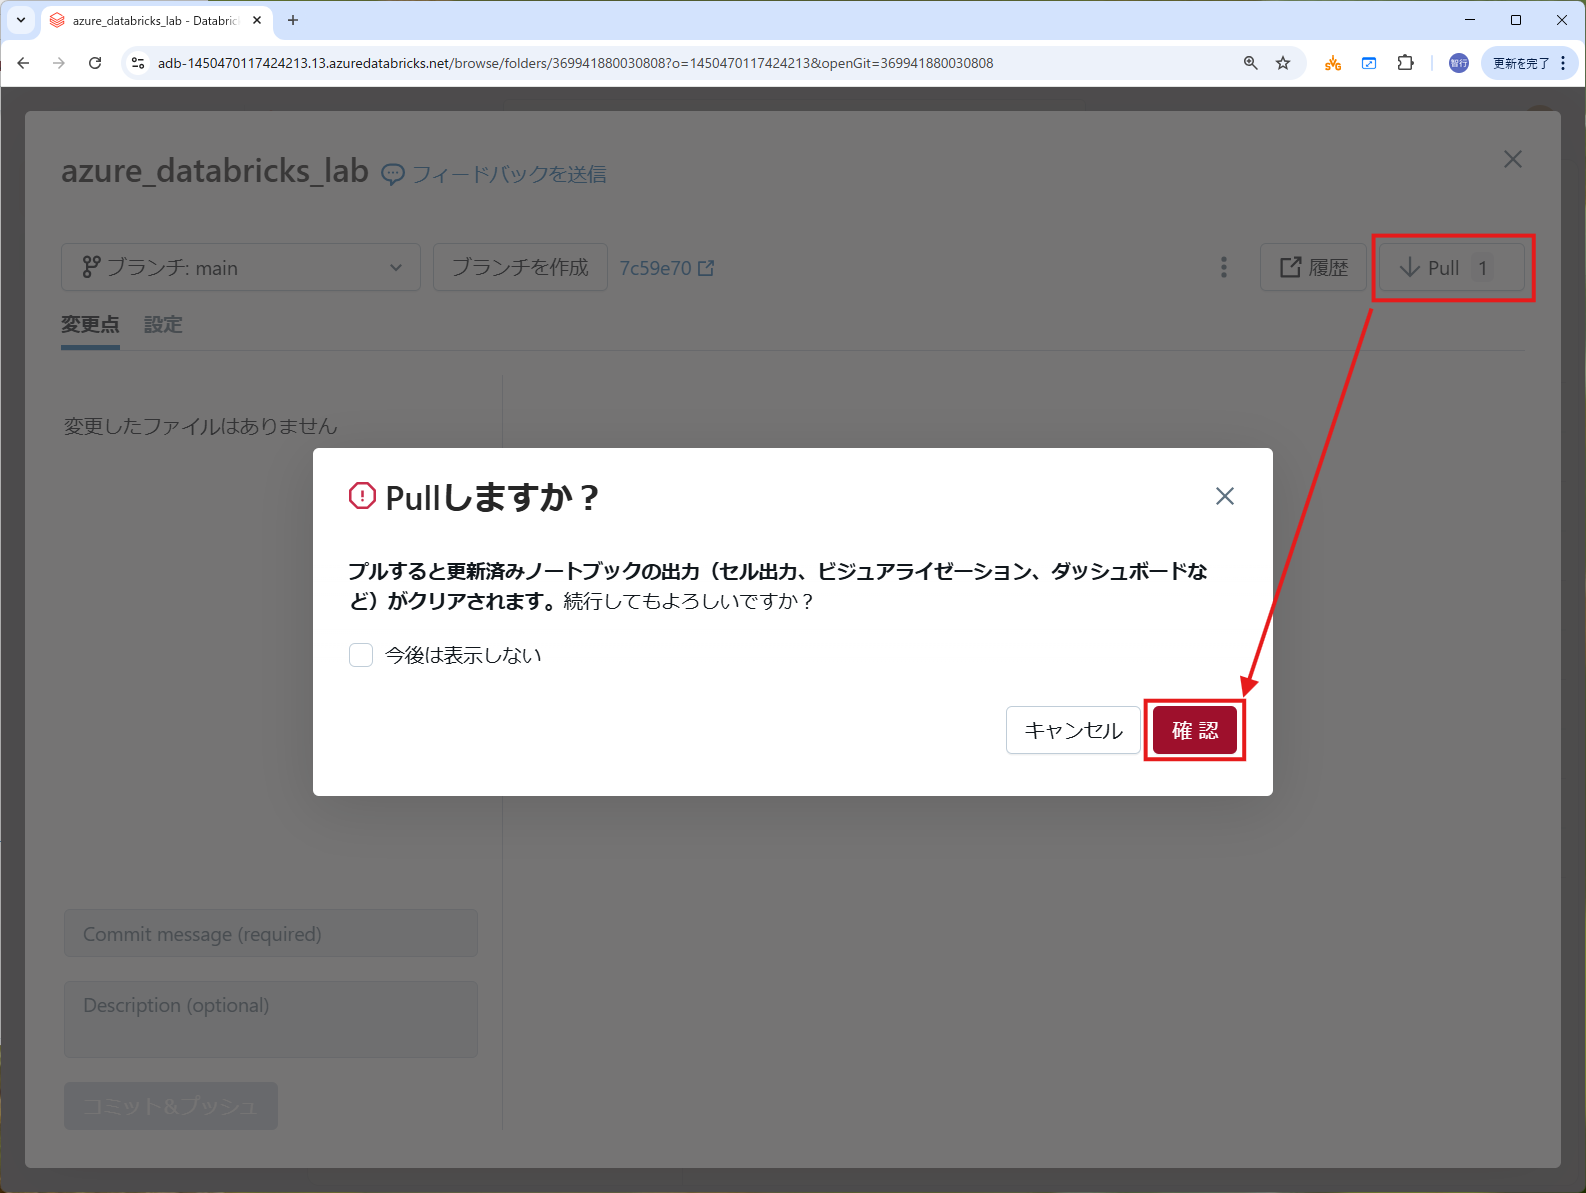 azure_databricks_lab - Databric
adb-1450470117424213.13.azuredatabricks.net/browse/folders/369941880030808?o=1450470117424213&openGit=369941880030808
智行
更新を完了
azure_databricks_lab
フィードバックを送信
ブランチ: main
ブランチを作成
7c59e70
履歴
Pull 1
変更点
設定
変更したファイルはありません
Pullしますか？
プルすると更新済みノートブックの出力（セル出力、ビジュアライゼーション、ダッシュボードな
ど）がクリアされます。続行してもよろしいですか？
今後は表示しない
キャンセル
確 認
Commit message (required)
Description (optional)
コミット＆プッシュ